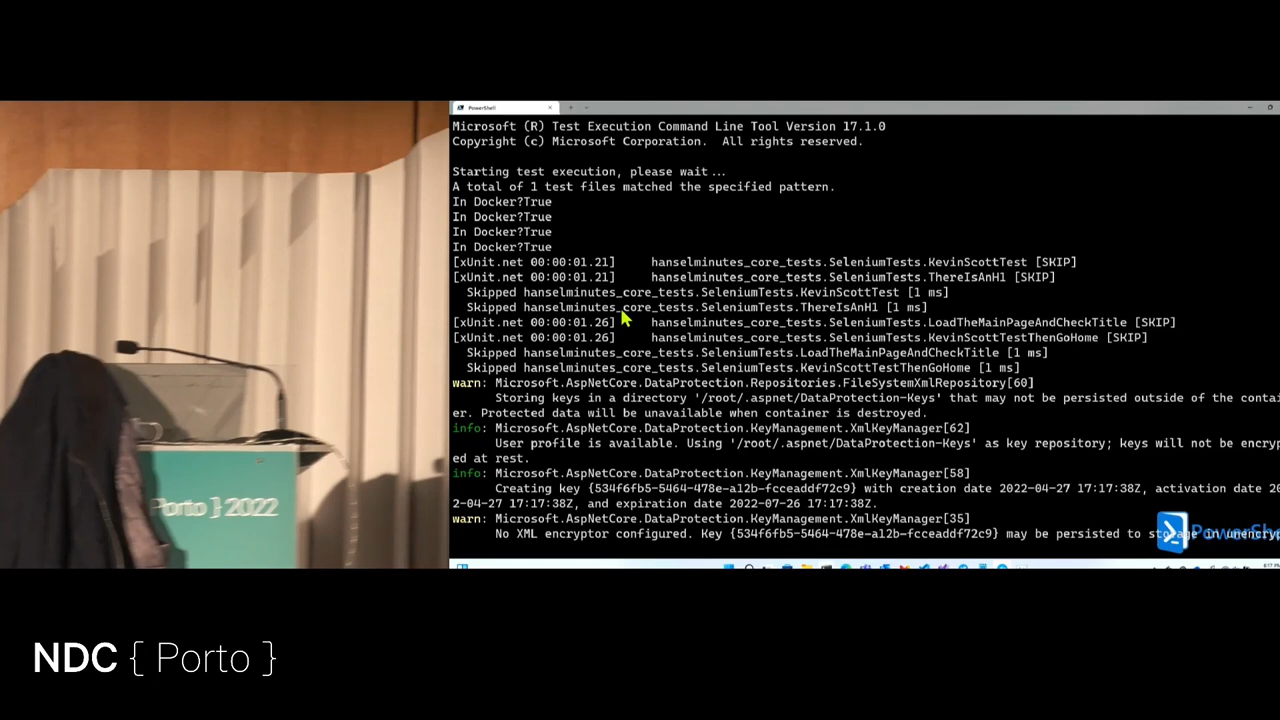 PowerShell
Microsoft (R) Test Execution Command Line Tool Version 17.1.0
Copyright (c) Microsoft Corporation.  All rights reserved.
Starting test execution, please wait...
A total of 1 test files matched the specified pattern.
In Docker?True
In Docker?True
In Docker?True
In Docker?True
[xUnit.net 00:00:01.21]     hanselminutes_core_tests.SeleniumTests.KevinScottTest [SKIP]
[xUnit.net 00:00:01.21]     hanselminutes_core_tests.SeleniumTests.ThereIsAnH1 [SKIP]
Skipped hanselminutes_core_tests.SeleniumTests.KevinScottTest [1 ms]
Skipped hanselminutes_core_tests.SeleniumTests.ThereIsAnH1 [1 ms]
[xUnit.net 00:00:01.26]     hanselminutes_core_tests.SeleniumTests.LoadTheMainPageAndCheckTitle [SKIP]
[xUnit.net 00:00:01.26]     hanselminutes_core_tests.SeleniumTests.KevinScottTestThenGoHome [SKIP]
Skipped hanselminutes_core_tests.SeleniumTests.LoadTheMainPageAndCheckTitle [1 ms]
Skipped hanselminutes_core_tests.SeleniumTests.KevinScottTestThenGoHome [1 ms]
warn: Microsoft.AspNetCore.DataProtection.Repositories.FileSystemXmlRepository[60]
Storing keys in a directory '/root/.aspnet/DataProtection-Keys' that may not be persisted outside of the contai
er. Protected data will be unavailable when container is destroyed.
info: Microsoft.AspNetCore.DataProtection.KeyManagement.XmlKeyManager[62]
User profile is available. Using '/root/.aspnet/DataProtection-Keys' as key repository; keys will not be encryp
ed at rest.
info: Microsoft.AspNetCore.DataProtection.KeyManagement.XmlKeyManager[58]
Creating key {534f6fb5-5464-478e-a12b-fcceaddf72c9} with creation date 2022-04-27 17:17:38Z, activation date 20
2-04-27 17:17:38Z, and expiration date 2022-07-26 17:17:38Z.
warn: Microsoft.AspNetCore.DataProtection.KeyManagement.XmlKeyManager[35]
No XML encryptor configured. Key {534f6fb5-5464-478e-a12b-fcceaddf72c9} may be persisted to storage in unencryp
PowerShe
Porto } 2022
NDC { Porto }